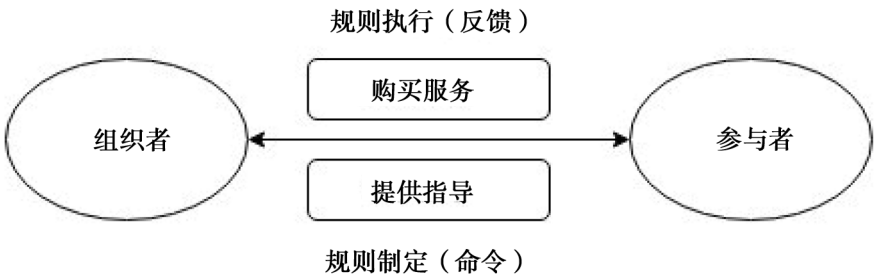 规则执行（反馈）
购买服务
组织者
参与者
提供指导
规则制定（命令）